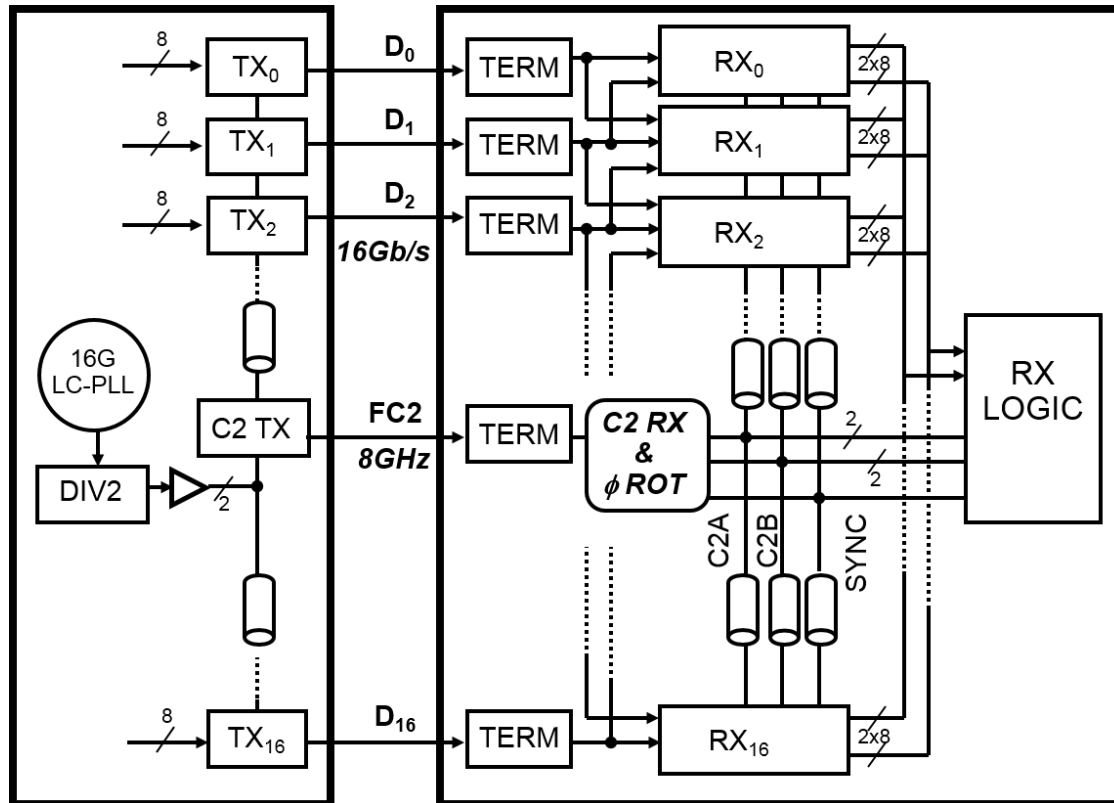 8
TX0
D0
TERM
RX0
2x8
8
TX1
D1
TERM
RX1
2x8
8
TX2
D2
16Gb/s
TERM
RX2
2x8
16G
LC-PLL
DIV2
2
C2 TX
FC2
8GHz
TERM
C2 RX
&
ϕ ROT
2
2
RX
LOGIC
C2A
C2B
SYNC
8
TX16
D16
TERM
RX16
2x8